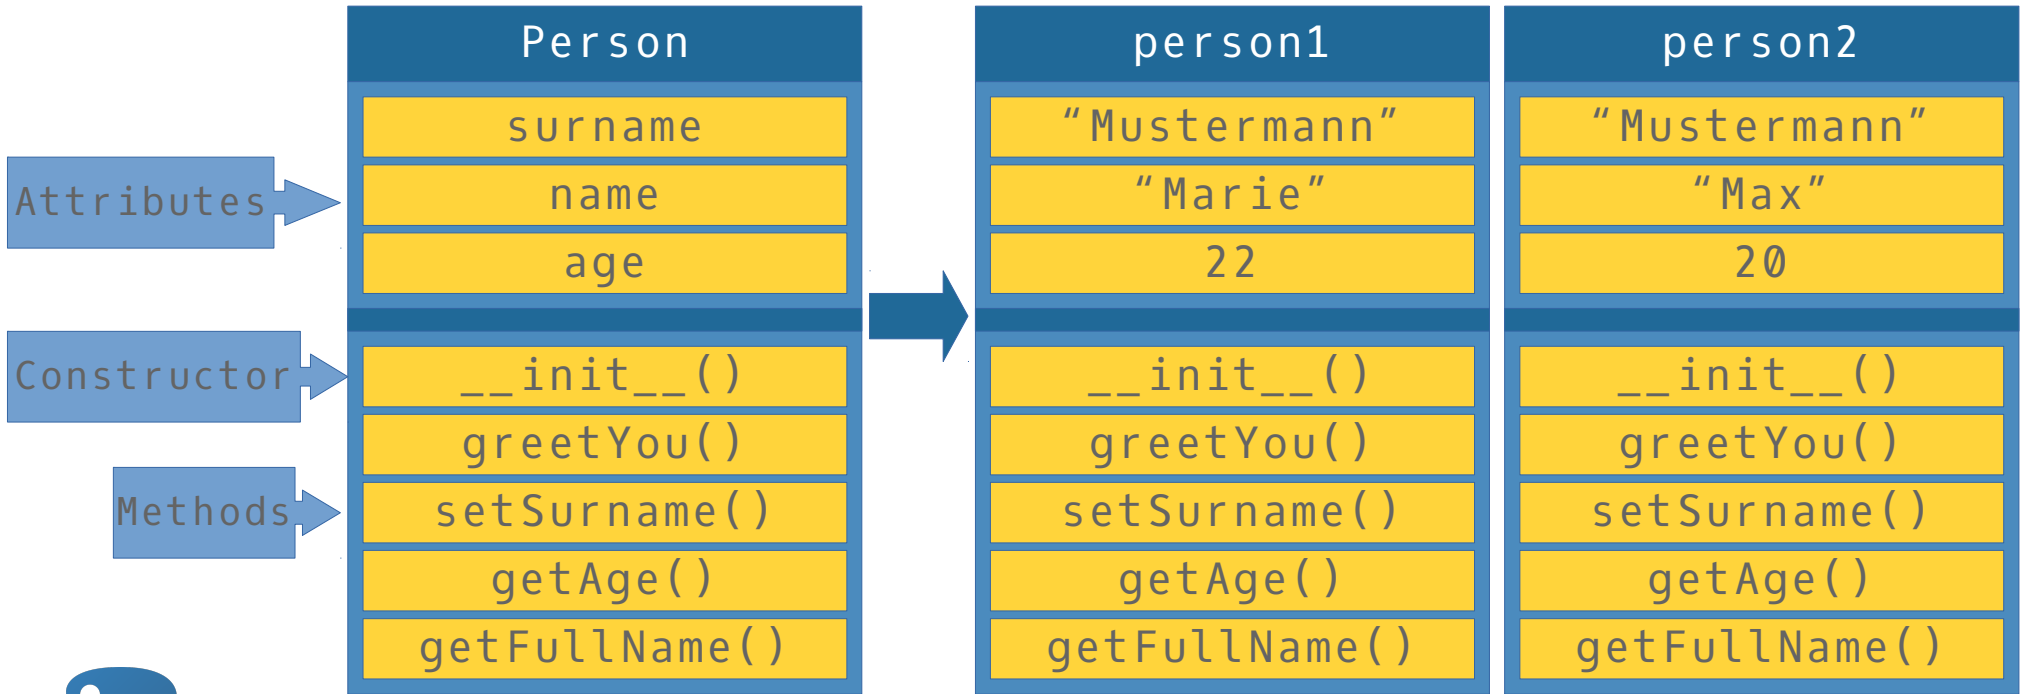 Person
surname
name
age
__init__()
greetYou()
setSurname()
getAge()
getFullName()
Attributes
Constructor
Methods
person1
“Mustermann”
“Marie”
22
__init__()
greetYou()
setSurname()
getAge()
getFullName()
person2
“Mustermann”
“Max”
20
__init__()
greetYou()
setSurname()
getAge()
getFullName()